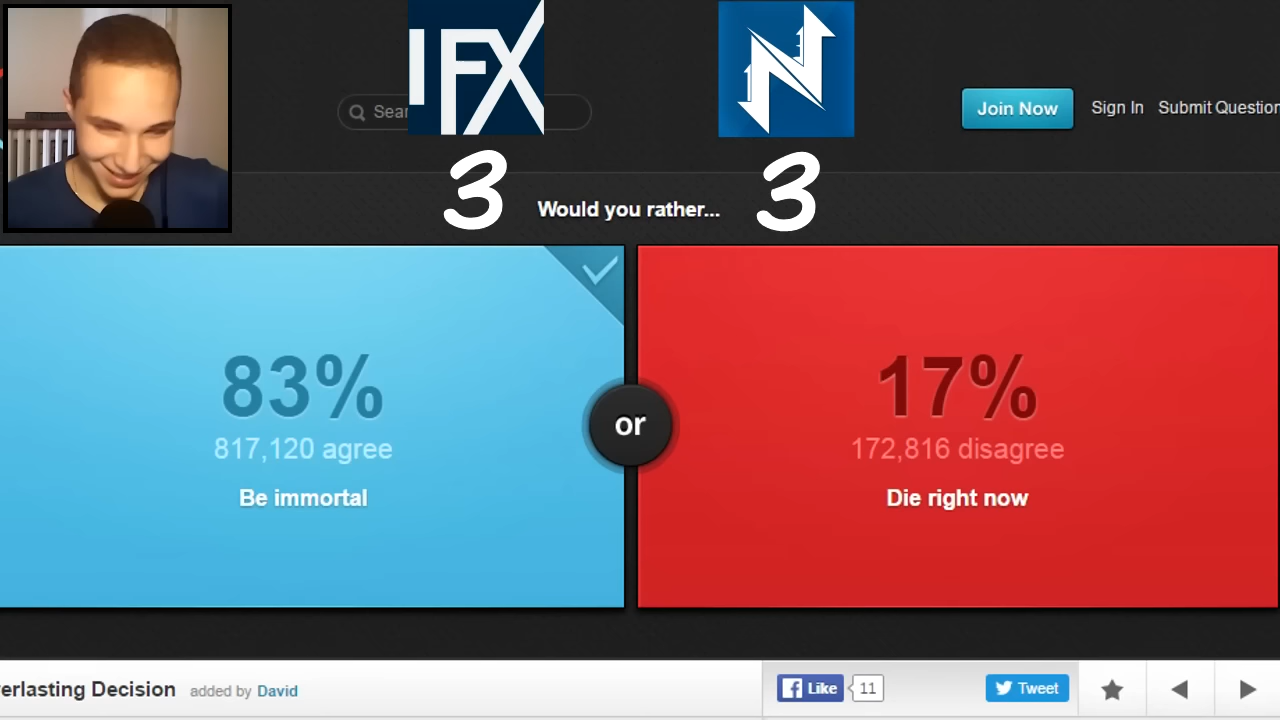 IFX
N
Sear
Join Now
Sign In
Submit Question
3
Would you rather...
3
83%
817,120 agree
Be immortal
or
17%
172,816 disagree
Die right now
verlasting Decision
added by David
Like
11
Tweet